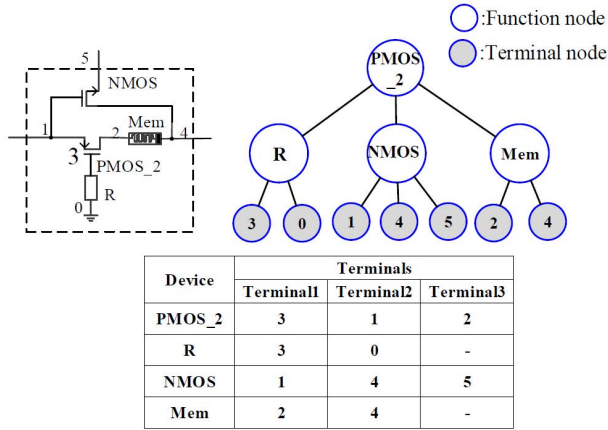 5
NMOS
Mem
1
2
4
3
PMOS_2
R
0
:Function node
:Terminal node
PMOS
_2
R
NMOS
Mem
3 0 1 4 5 2 4
Device Terminals
Terminal1 Terminal2 Terminal3
PMOS_2 3 1 2
R 3 0 -
NMOS 1 4 5
Mem 2 4 -